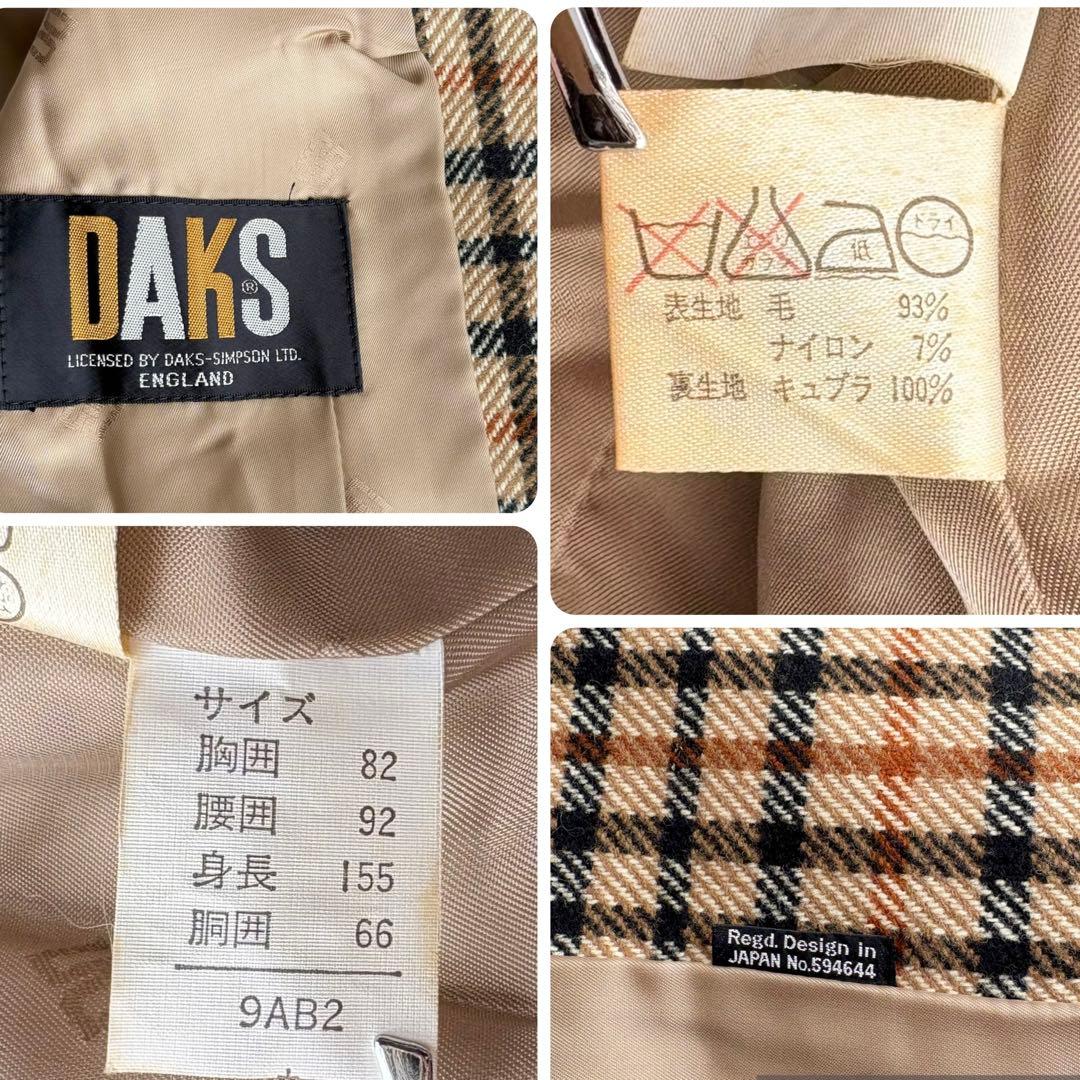 DAKS®
LICENSED BY DAKS-SIMPSON LTD.
ENGLAND
低
ドライ
表生地 毛 93%
ナイロン 7%
裏生地 キュプラ 100%
サイズ
胸囲 82
腰囲 92
身長 155
胴囲 66
9AB2
Regd. Design in
JAPAN No.594644